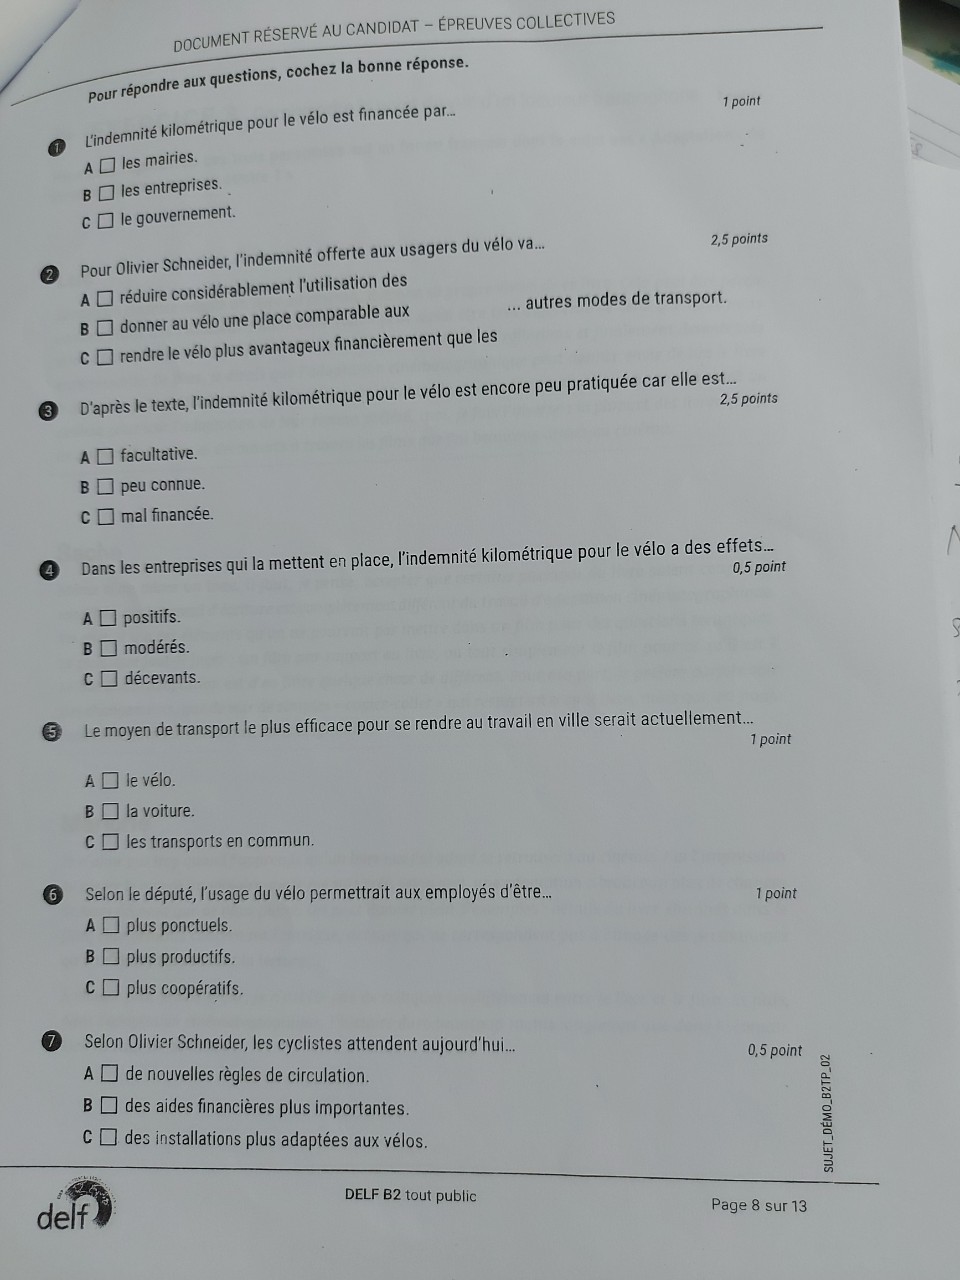 DOCUMENT RÉSERVÉ AU CANDIDAT – ÉPREUVES COLLECTIVES
Pour répondre aux questions, cochez la bonne réponse.
1 L'indemnité kilométrique pour le vélo est financée par... 1 point
A □ les mairies.
B □ les entreprises.
C □ le gouvernement.
2 Pour Olivier Schneider, l'indemnité offerte aux usagers du vélo va... 2,5 points
A □ réduire considérablement l'utilisation des
B □ donner au vélo une place comparable aux ... autres modes de transport.
C □ rendre le vélo plus avantageux financièrement que les
3 D'après le texte, l'indemnité kilométrique pour le vélo est encore peu pratiquée car elle est...
2,5 points
A □ facultative.
B □ peu connue.
C □ mal financée.
4 Dans les entreprises qui la mettent en place, l'indemnité kilométrique pour le vélo a des effets...
0,5 point
A □ positifs.
B □ modérés.
C □ décevants.
5 Le moyen de transport le plus efficace pour se rendre au travail en ville serait actuellement...
1 point
A □ le vélo.
B □ la voiture.
C □ les transports en commun.
6 Selon le député, l'usage du vélo permettrait aux employés d'être... 1 point
A □ plus ponctuels.
B □ plus productifs.
C □ plus coopératifs.
7 Selon Olivier Schneider, les cyclistes attendent aujourd'hui... 0,5 point
A □ de nouvelles règles de circulation.
B □ des aides financières plus importantes.
C □ des installations plus adaptées aux vélos.
SUJET_DÉMO_B2TP_02
delf
DELF B2 tout public
Page 8 sur 13